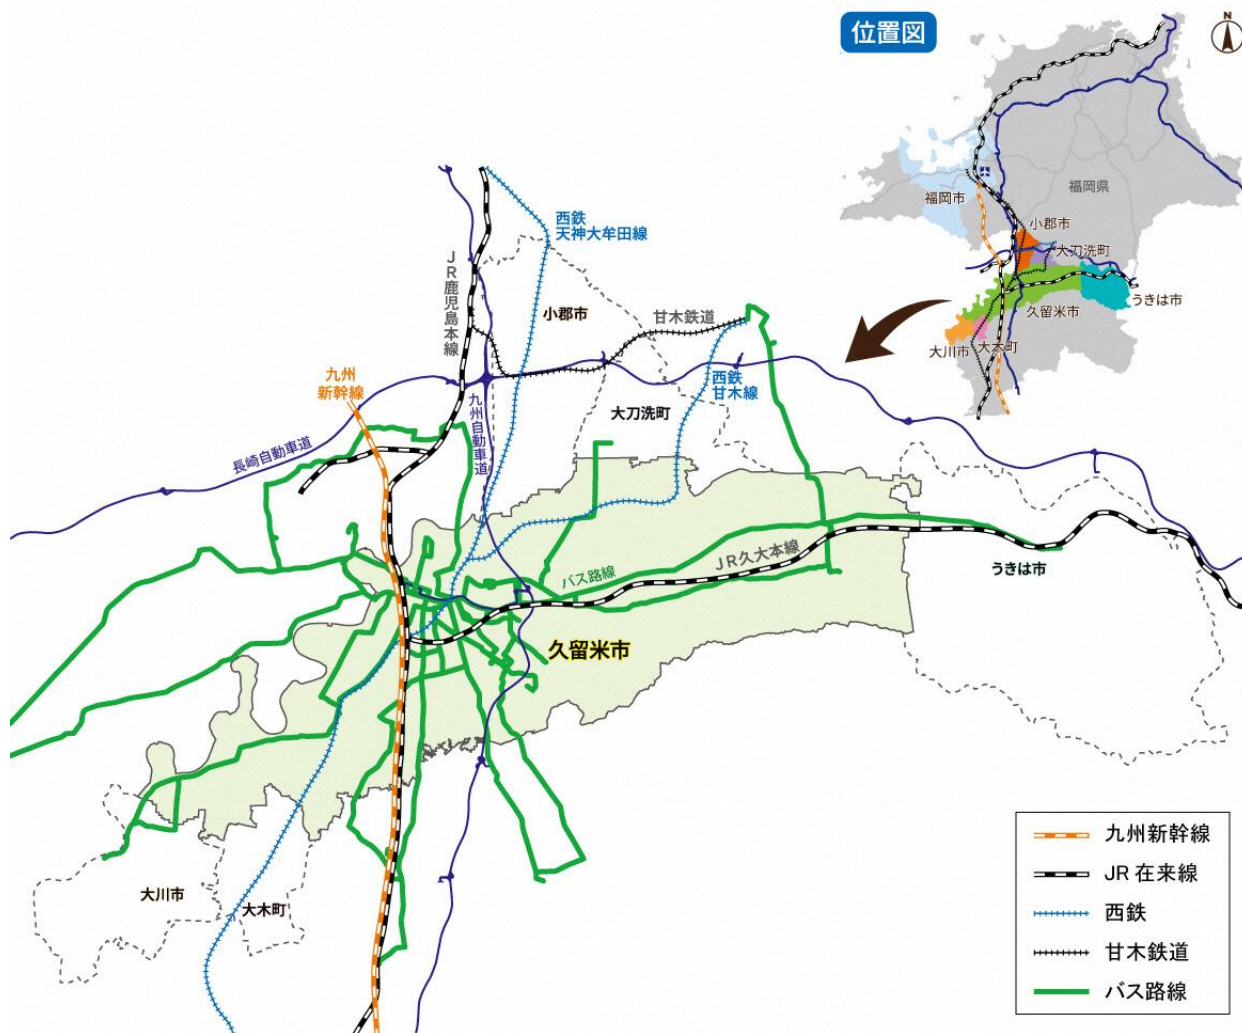 位置図
N
福岡県
福岡市
小郡市
大刀洗町
うきは市
久留米市
大川市
大木町
西鉄
天神大牟田線
JR鹿児島本線
小郡市
甘木鉄道
九州
新幹線
西鉄
甘木線
九州自動車道
大刀洗町
長崎自動車道
JR久大本線
バス路線
うきは市
久留米市
大川市
大木町
九州新幹線
JR在来線
西鉄
甘木鉄道
バス路線